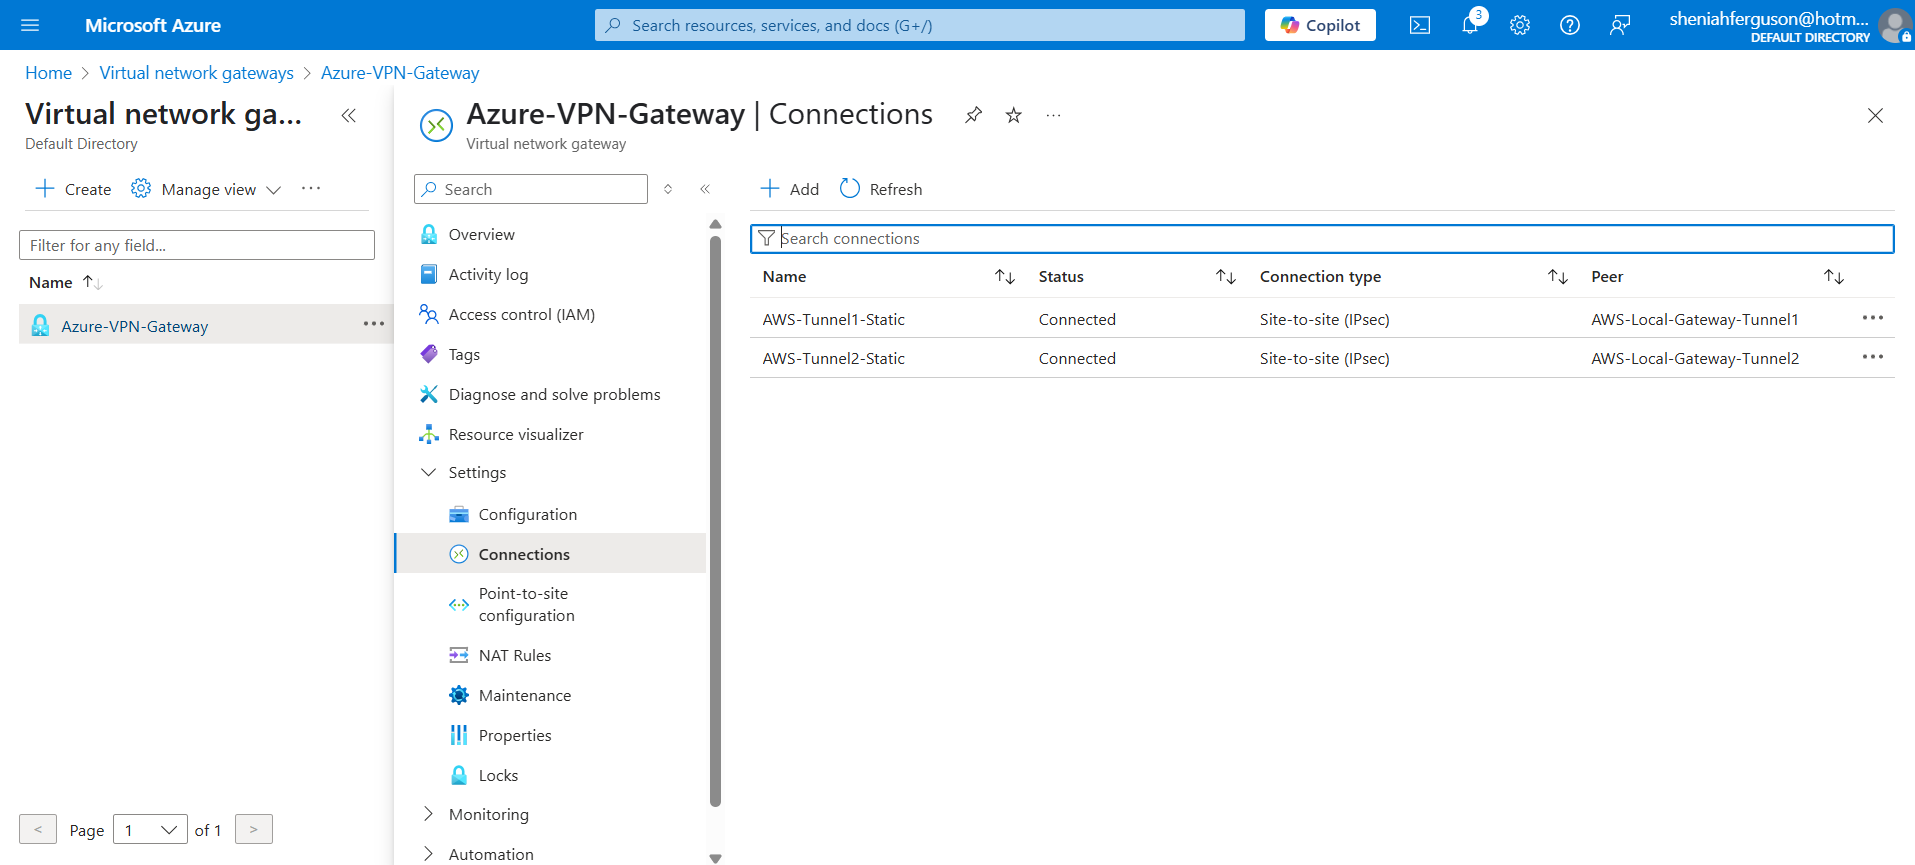 Microsoft Azure
Search resources, services, and docs (G+/)
Copilot
3
sheniahferguson@hotm...
DEFAULT DIRECTORY
Home > Virtual network gateways > Azure-VPN-Gateway
Virtual network ga...
Default Directory
Create
Manage view
Filter for any field...
Name
Azure-VPN-Gateway
< Page 1 of 1 >
Azure-VPN-Gateway | Connections
Virtual network gateway
Search
Overview
Activity log
Access control (IAM)
Tags
Diagnose and solve problems
Resource visualizer
Settings
Configuration
Connections
Point-to-site
configuration
NAT Rules
Maintenance
Properties
Locks
Monitoring
Automation
Add
Refresh
Search connections
Name Status Connection type Peer
AWS-Tunnel1-Static Connected Site-to-site (IPsec) AWS-Local-Gateway-Tunnel1
AWS-Tunnel2-Static Connected Site-to-site (IPsec) AWS-Local-Gateway-Tunnel2